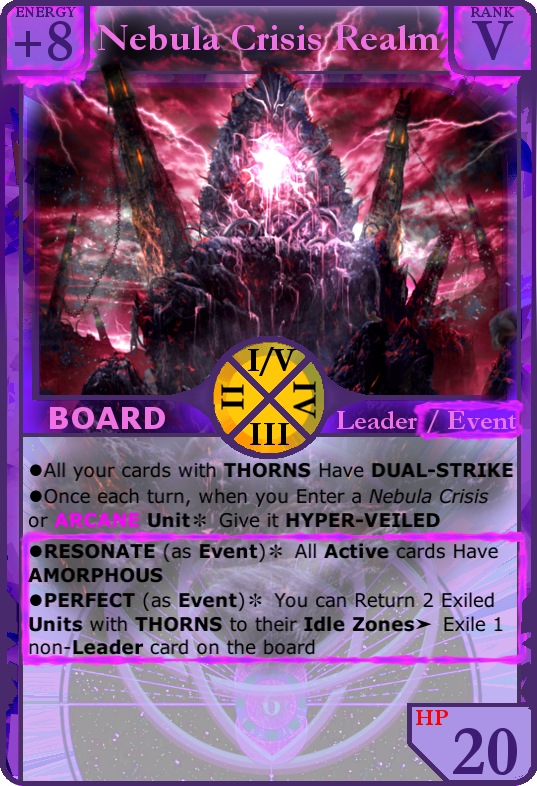 ENERGY
+8
Nebula Crisis Realm
RANK
V
I/V
II
IV
III
BOARD
Leader / Event
●All your cards with THORNS Have DUAL-STRIKE
●Once each turn, when you Enter a Nebula Crisis
or ARCANE Unit✻ Give it HYPER-VEILED
●RESONATE (as Event)✻ All Active cards Have
AMORPHOUS
●PERFECT (as Event)✻ You can Return 2 Exiled
Units with THORNS to their Idle Zones➤ Exile 1
non-Leader card on the board
HP
20